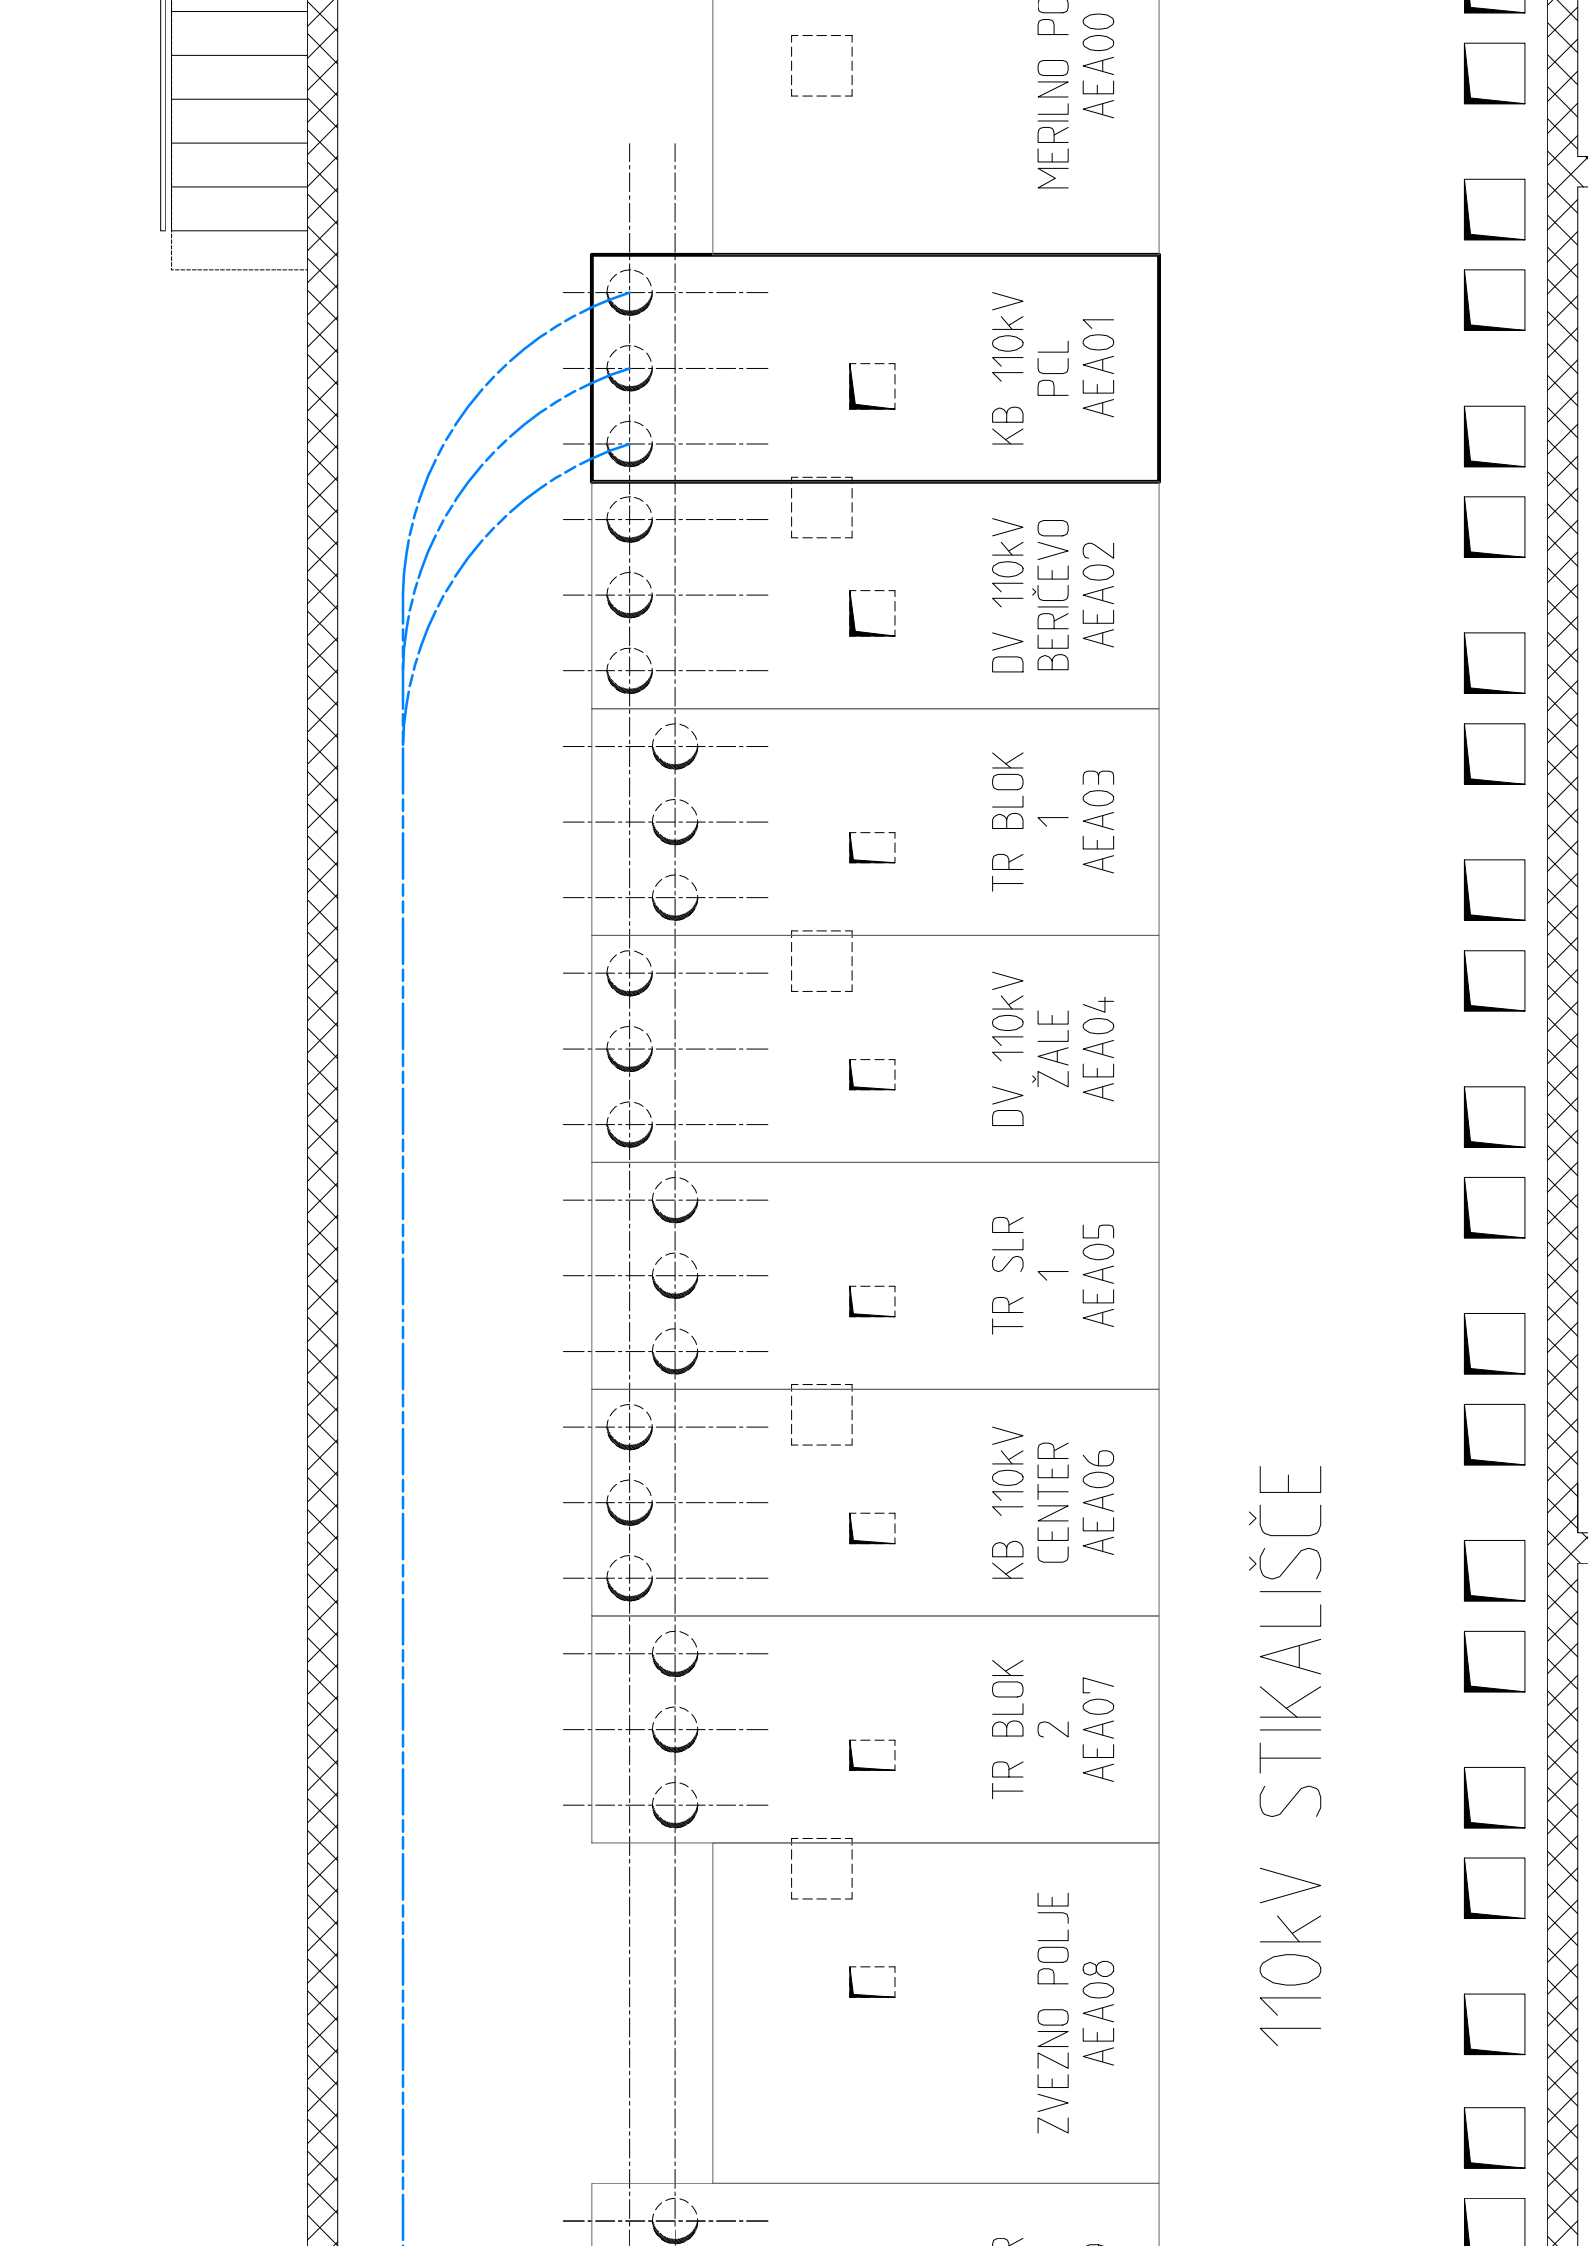 MERILNO
AEA00
KB 110kV
PCL
AEA01
DV 110kV
BERIČEVO
AEA02
TR BLOK
1
AEA03
DV 110kV
ŽALE
AEA04
TR SLR
1
AEA05
KB 110kV
CENTER
AEA06
TR BLOK
2
AEA07
ZVEZNO POLJE
AEA08
110kV STIKALIŠČE